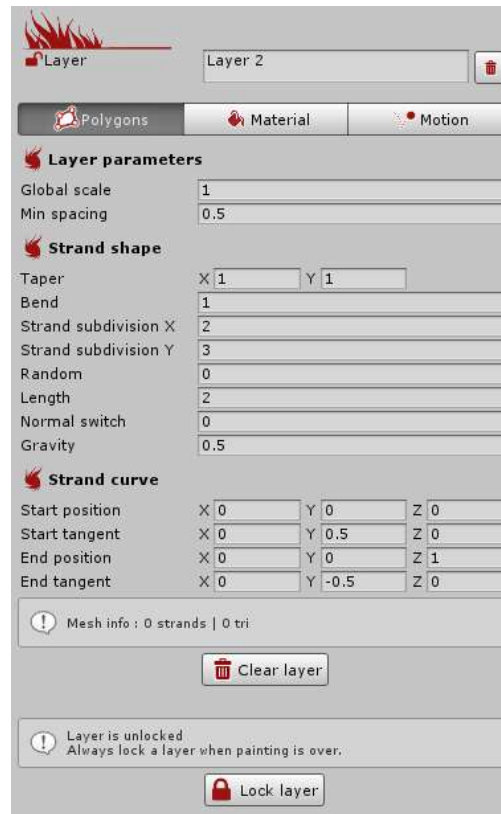 Layer Layer 2
Polygons Material Motion
Layer parameters
Global scale 1
Min spacing 0.5
Strand shape
Taper X 1 Y 1
Bend 1
Strand subdivision X 2
Strand subdivision Y 3
Random 0
Length 2
Normal switch 0
Gravity 0.5
Strand curve
Start position X 0 Y 0 Z 0
Start tangent X 0 Y 0.5 Z 0
End position X 0 Y 0 Z 1
End tangent X 0 Y -0.5 Z 0
Mesh info : 0 strands | 0 tri
Clear layer
Layer is unlocked
Always lock a layer when painting is over.
Lock layer